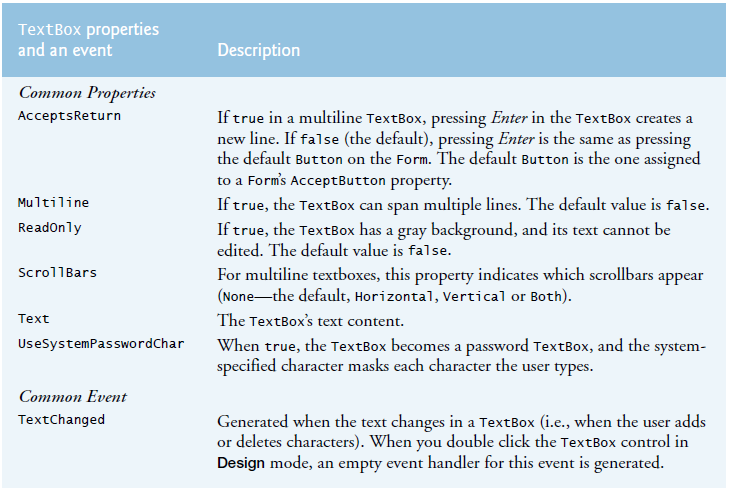 TextBox properties
and an event
Description
Common Properties
AcceptsReturn
If true in a multiline TextBox, pressing Enter in the TextBox creates a
new line. If false (the default), pressing Enter is the same as pressing
the default Button on the Form. The default Button is the one assigned
to a Form's AcceptButton property.
Multiline
If true, the TextBox can span multiple lines. The default value is false.
ReadOnly
If true, the TextBox has a gray background, and its text cannot be
edited. The default value is false.
ScrollBars
For multiline textboxes, this property indicates which scrollbars appear
(None—the default, Horizontal, Vertical or Both).
Text
The TextBox's text content.
UseSystemPasswordChar
When true, the TextBox becomes a password TextBox, and the system-
specified character masks each character the user types.
Common Event
TextChanged
Generated when the text changes in a TextBox (i.e., when the user adds
or deletes characters). When you double click the TextBox control in
Design mode, an empty event handler for this event is generated.